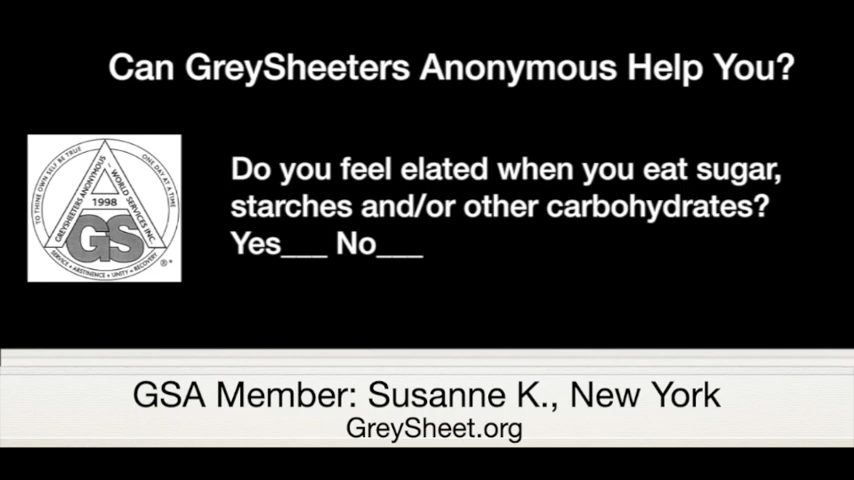 Can GreySheeters Anonymous Help You?
TO THINE OWN SELF BE TRUE
ONE DAY AT A TIME
GREYSHEETERS ANONYMOUS
WORLD SERVICES INC.
1998
GS
SERVICE • ABSTINENCE • UNITY • RECOVERY
®
Do you feel elated when you eat sugar,
starches and/or other carbohydrates?
Yes___ No___
GSA Member: Susanne K., New York
GreySheet.org